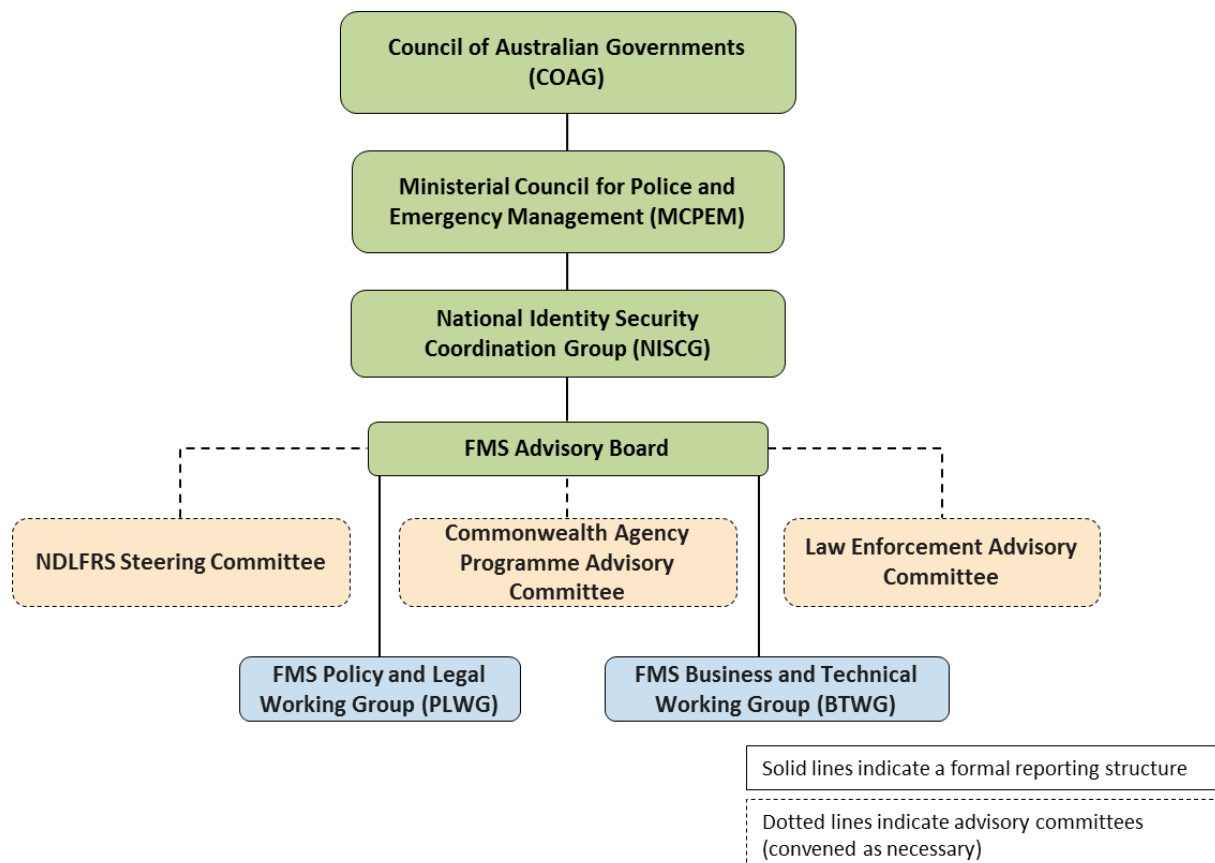 Council of Australian Governments
(COAG)
Ministerial Council for Police and
Emergency Management (MCPEM)
National Identity Security
Coordination Group (NISCG)
FMS Advisory Board
NDLFRS Steering Committee
Commonwealth Agency
Programme Advisory
Committee
Law Enforcement Advisory
Committee
FMS Policy and Legal
Working Group (PLWG)
FMS Business and Technical
Working Group (BTWG)
Solid lines indicate a formal reporting structure
Dotted lines indicate advisory committees
(convened as necessary)